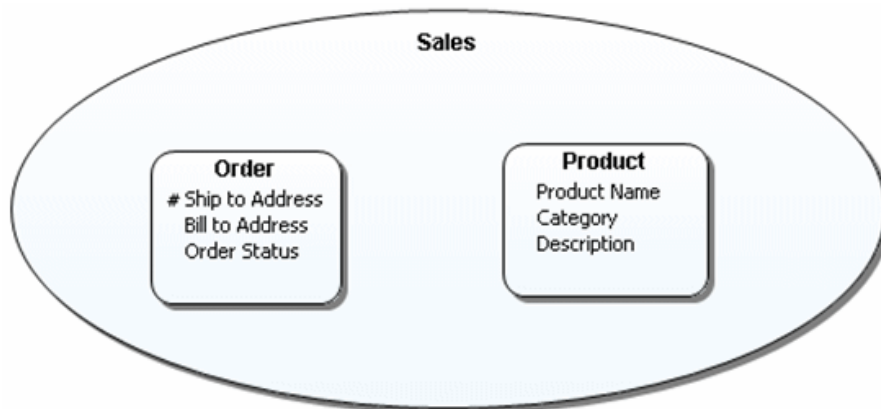 Sales
Order
# Ship to Address
Bill to Address
Order Status
Product
Product Name
Category
Description